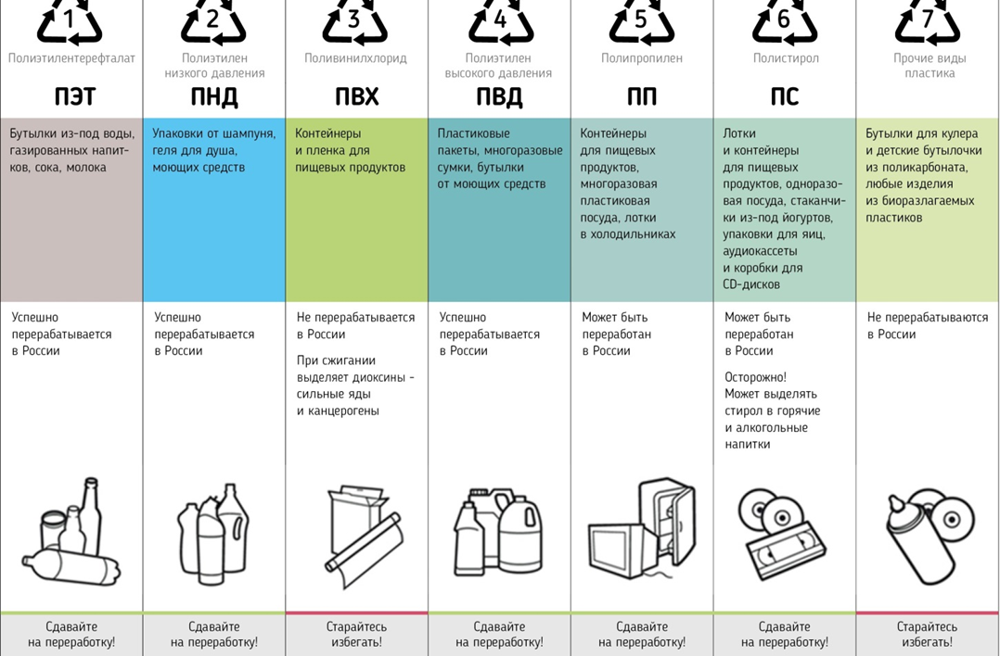 1
Полиэтилентерефталат
ПЭТ
Бутылки из-под воды,
газированных напит-
ков, сока, молока
Успешно
перерабатывается
в России
Сдавайте
на переработку!
2
Полиэтилен
низкого давления
ПНД
Упаковки от шампуня,
геля для душа,
моющих средств
Успешно
перерабатывается
в России
Сдавайте
на переработку!
3
Поливинилхлорид
ПВХ
Контейнеры
и пленка для
пищевых продуктов
Не перерабатывается
в России
При сжигании
выделяет диоксины -
сильные яды
и канцерогены
Старайтесь
избегать!
4
Полиэтилен
высокого давления
ПВД
Пластиковые
пакеты, многоразовые
сумки, бутылки
от моющих средств
Успешно
перерабатывается
в России
Сдавайте
на переработку!
5
Полипропилен
ПП
Контейнеры
для пищевых
продуктов,
многоразовая
пластиковая
посуда, лотки
в холодильниках
Может быть
переработан
в России
Сдавайте
на переработку!
6
Полистирол
ПС
Лотки
и контейнеры
для пищевых
продуктов, одноразо-
вая посуда, стаканчи-
ки из-под йогуртов,
упаковки для яиц,
аудиокассеты
и коробки для
CD-дисков
Может быть
переработан
в России
Осторожно!
Может выделять
стирол в горячие
и алкогольные
напитки
Сдавайте
на переработку!
7
Прочие виды
пластика
Бутылки для кулера
и детские бутылочки
из поликарбоната,
любые изделия
из биоразлагаемых
пластиков
Не перерабатываются
в России
Старайтесь
избегать!